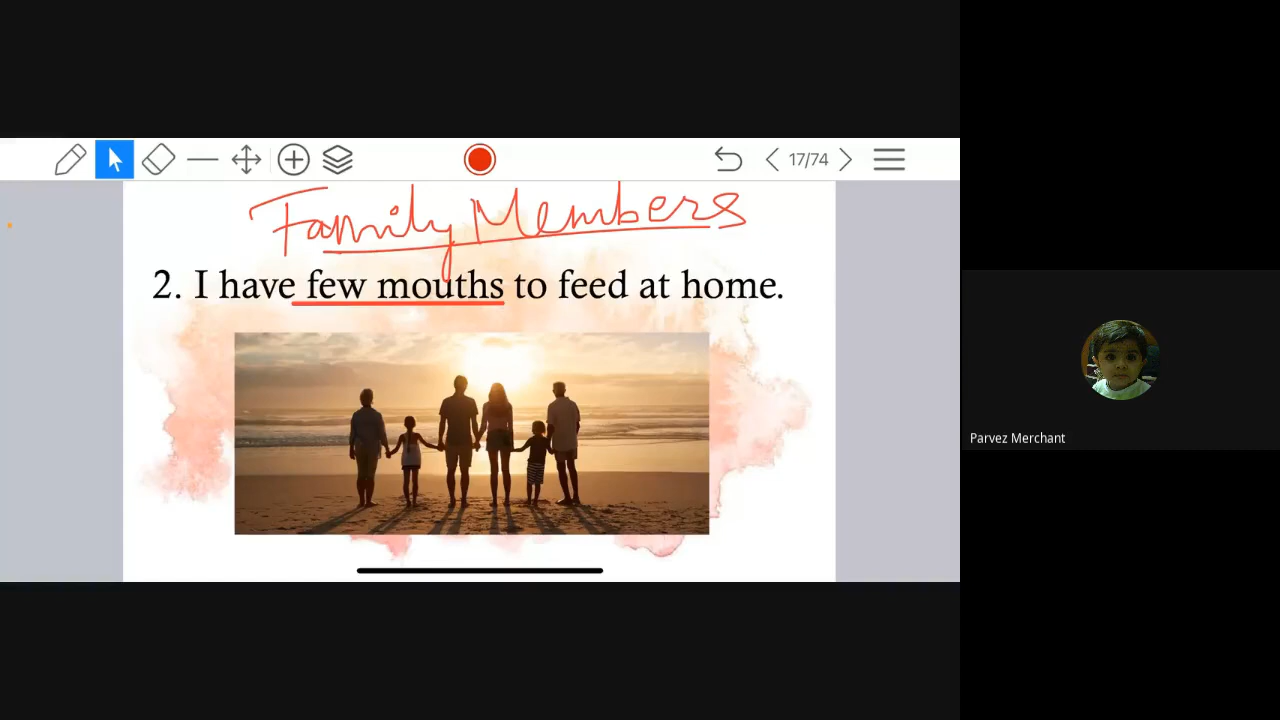 17/74
Family Members
2. I have few mouths to feed at home.
Parvez Merchant